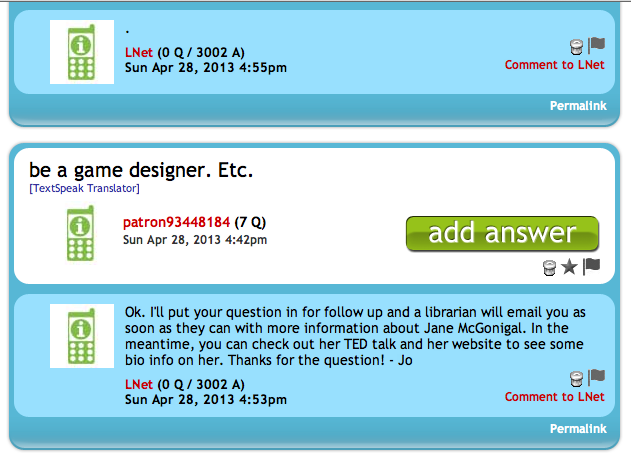 .
LNet (0 Q / 3002 A)
Sun Apr 28, 2013 4:55pm
Comment to LNet
Permalink
be a game designer. Etc.
[TextSpeak Translator]
patron93448184 (7 Q)
Sun Apr 28, 2013 4:42pm
add answer
Ok. I'll put your question in for follow up and a librarian will email you as
soon as they can with more information about Jane McGonigal. In the
meantime, you can check out her TED talk and her website to see some
bio info on her. Thanks for the question! - Jo
LNet (0 Q / 3002 A)
Sun Apr 28, 2013 4:53pm
Comment to LNet
Permalink